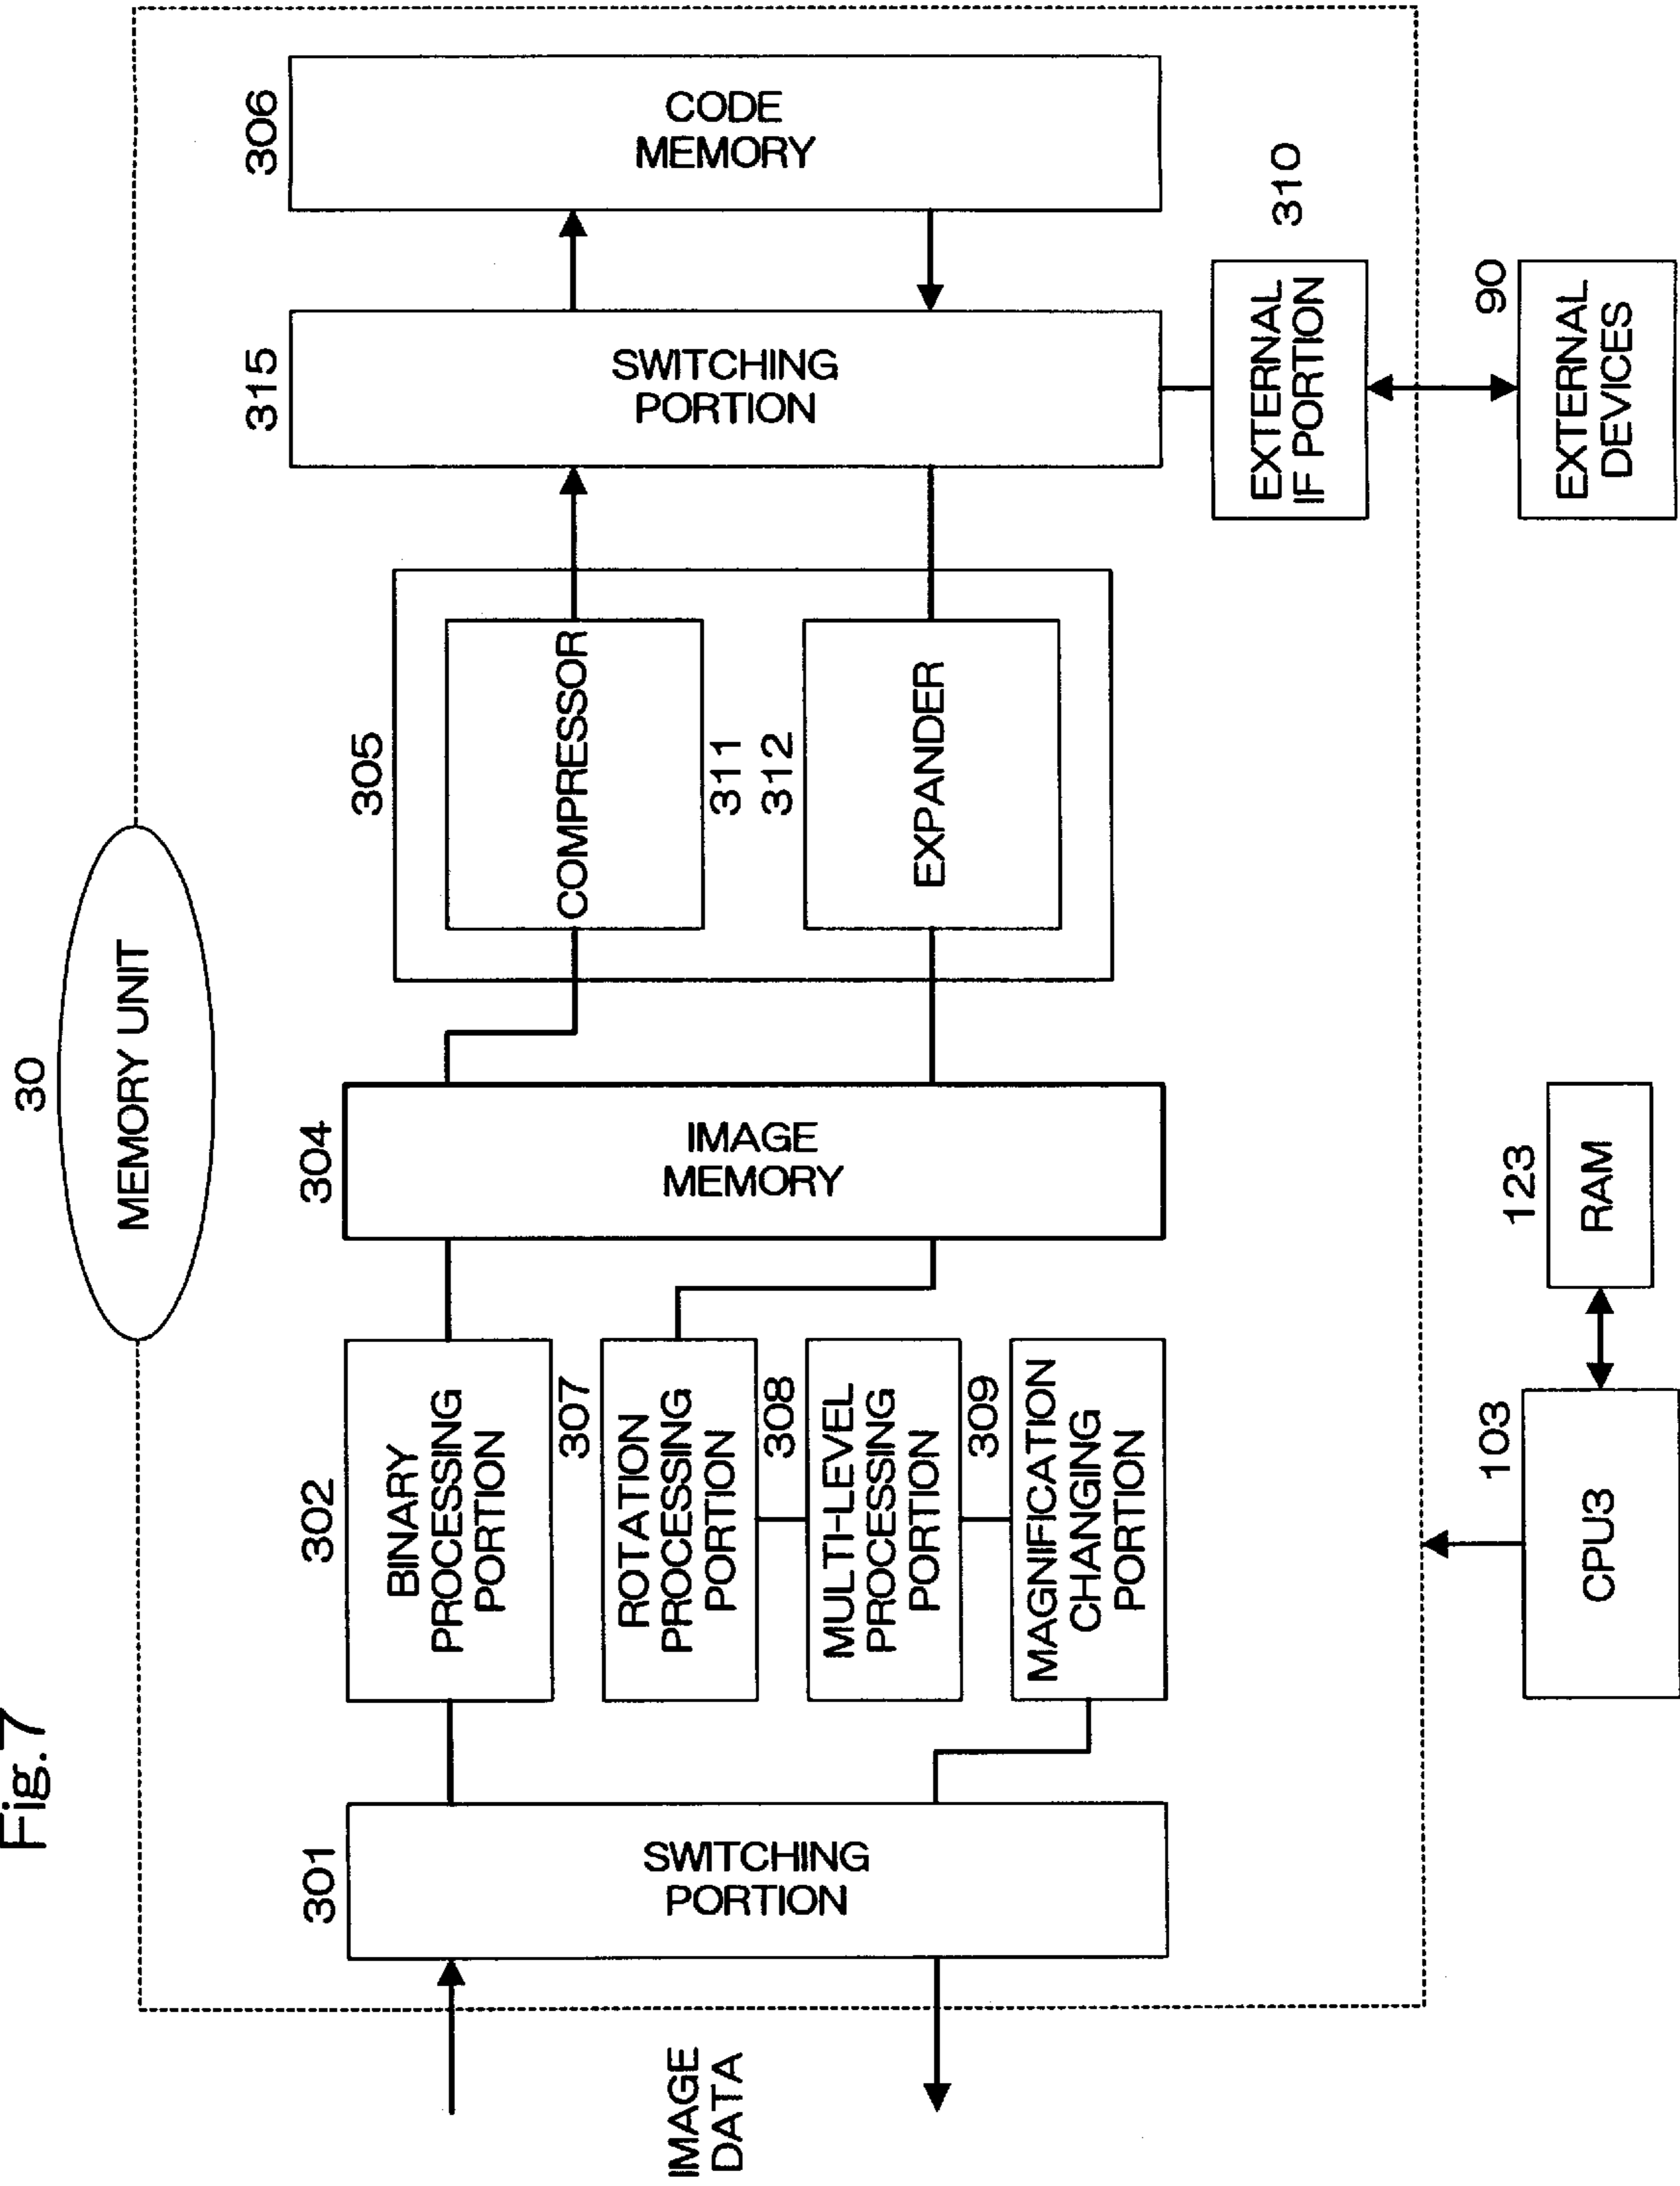 Fig.7
30
MEMORY UNIT
IMAGE
DATA
301
SWITCHING
PORTION
302
BINARY
PROCESSING
PORTION
307
ROTATION
PROCESSING
PORTION
308
MULTI-LEVEL
PROCESSING
PORTION
309
MAGNIFICATION
CHANGING
PORTION
304
IMAGE
MEMORY
305
COMPRESSOR
311
312
EXPANDER
315
SWITCHING
PORTION
306
CODE
MEMORY
310
EXTERNAL
IF PORTION
90
EXTERNAL
DEVICES
103
CPU3
123
RAM